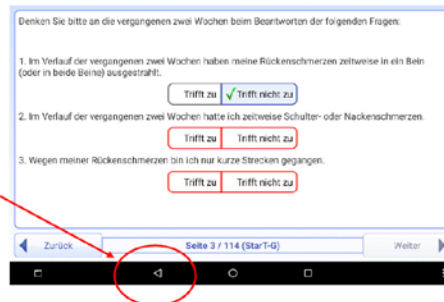 Denken Sie bitte an die vergangenen zwei Wochen beim Beantworten der folgenden Fragen:
1. Im Verlauf der vergangenen zwei Wochen haben meine Rückenschmerzen zeitweise in ein Bein
(oder in beide Beine) ausgestrahlt.
Trifft zu Trifft nicht zu
2. Im Verlauf der vergangenen zwei Wochen hatte ich zeitweise Schulter- oder Nackenschmerzen.
Trifft zu Trifft nicht zu
3. Wegen meiner Rückenschmerzen bin ich nur kurze Strecken gegangen.
Trifft zu Trifft nicht zu
Zurück Seite 3 / 114 (StarT-G) Weiter